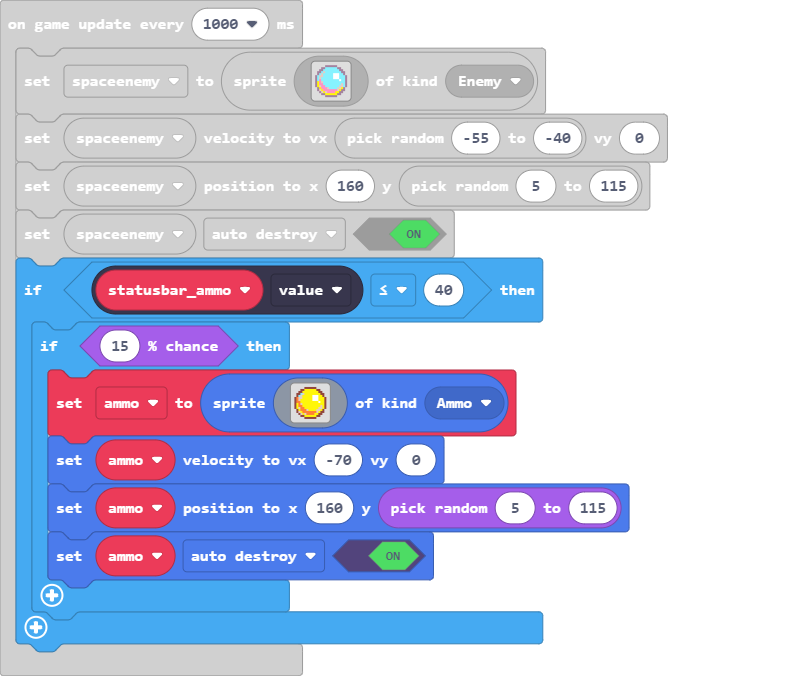 on game update every 1000 ms
set spaceenemy to sprite of kind Enemy
set spaceenemy velocity to vx pick random -55 to -40 vy 0
set spaceenemy position to x 160 y pick random 5 to 115
set spaceenemy auto destroy ON
if statusbar_ammo value ≤ 40 then
if 15 % chance then
set ammo to sprite of kind Ammo
set ammo velocity to vx -70 vy 0
set ammo position to x 160 y pick random 5 to 115
set ammo auto destroy ON